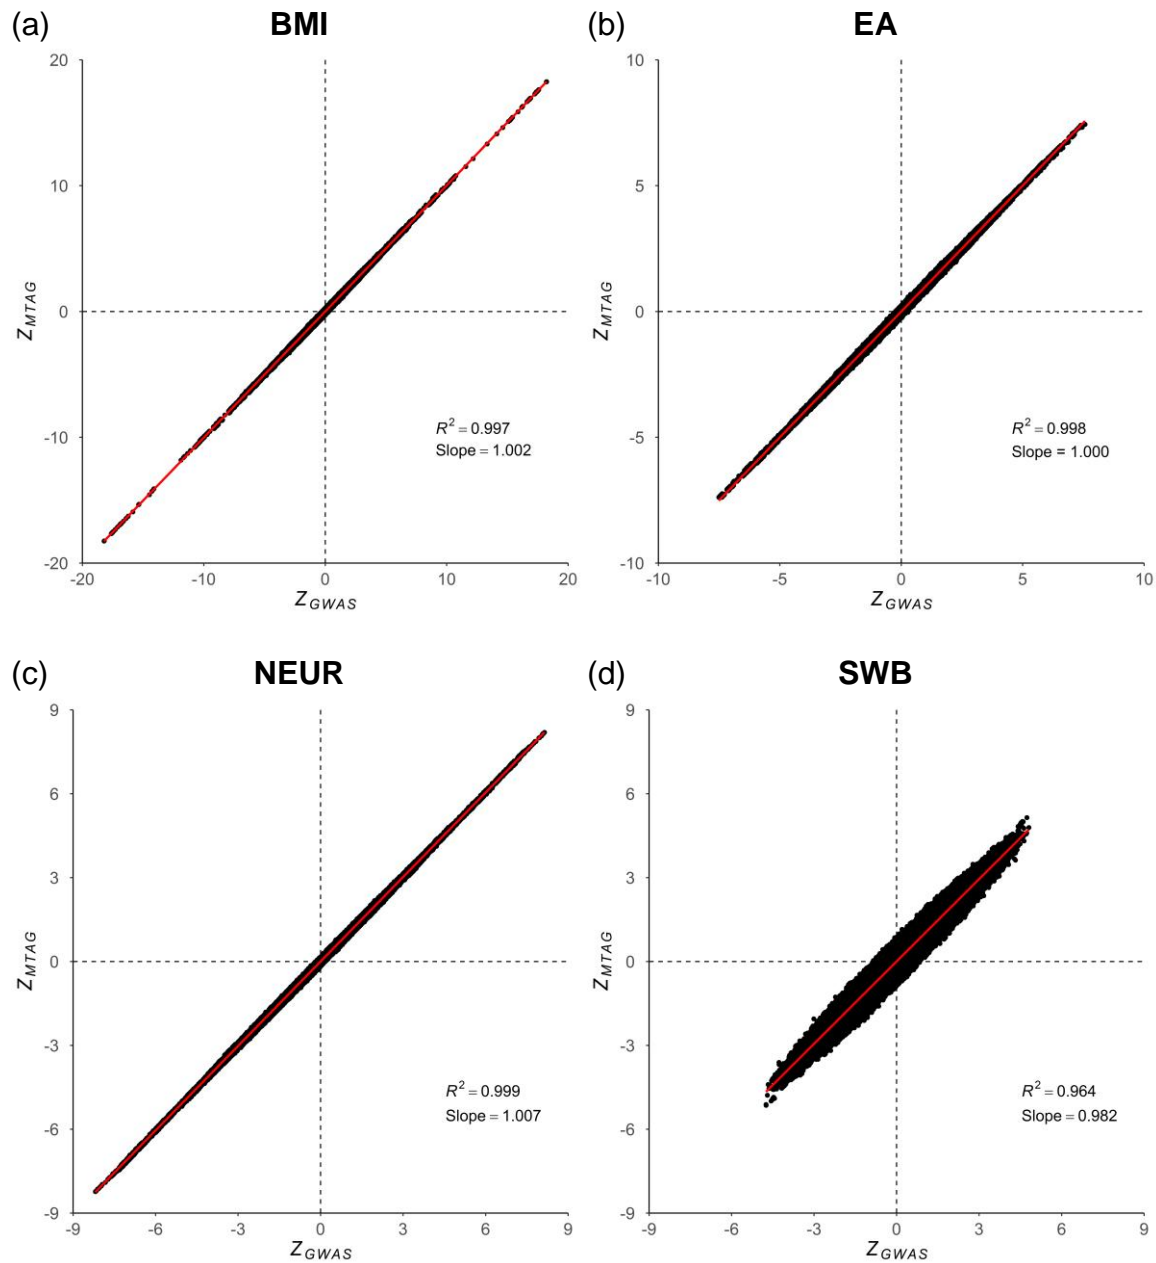 (a) BMI
20
10
0
-10
-20
Z_MTAG
R² = 0.997
Slope = 1.002
-20 -10 0 10 20
Z_GWAS
(b) EA
10
5
0
-5
-10
Z_MTAG
R² = 0.998
Slope = 1.000
-10 -5 0 5 10
Z_GWAS
(c) NEUR
9
6
3
0
-3
-6
-9
Z_MTAG
R² = 0.999
Slope = 1.007
-9 -6 -3 0 3 6 9
Z_GWAS
(d) SWB
9
6
3
0
-3
-6
-9
Z_MTAG
R² = 0.964
Slope = 0.982
-9 -6 -3 0 3 6 9
Z_GWAS